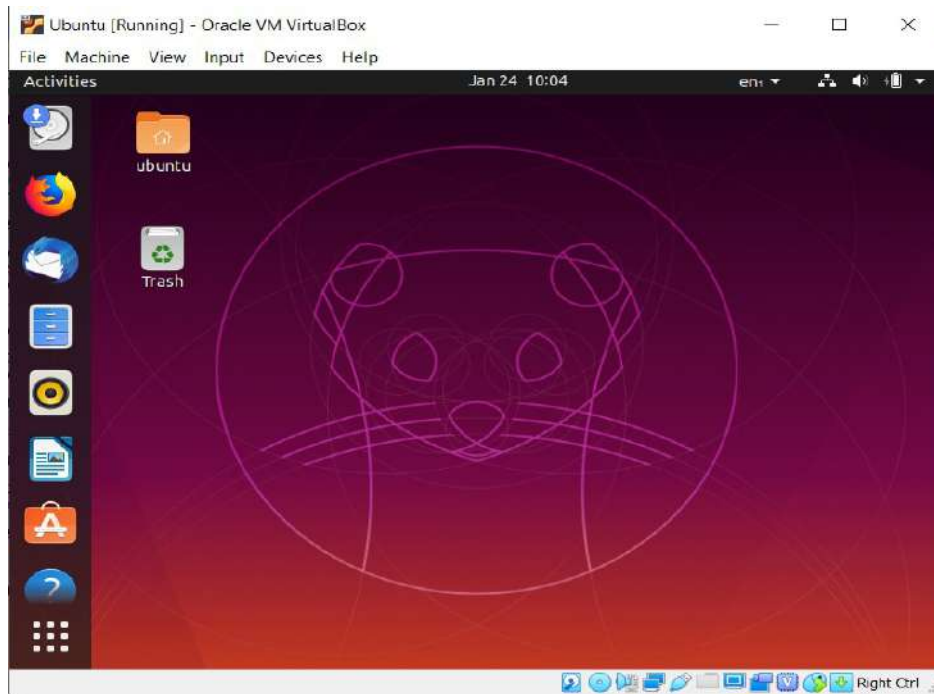 Ubuntu [Running] - Oracle VM VirtualBox
File Machine View Input Devices Help
Activities Jan 24 10:04 en₁
ubuntu
Trash
Right Ctrl